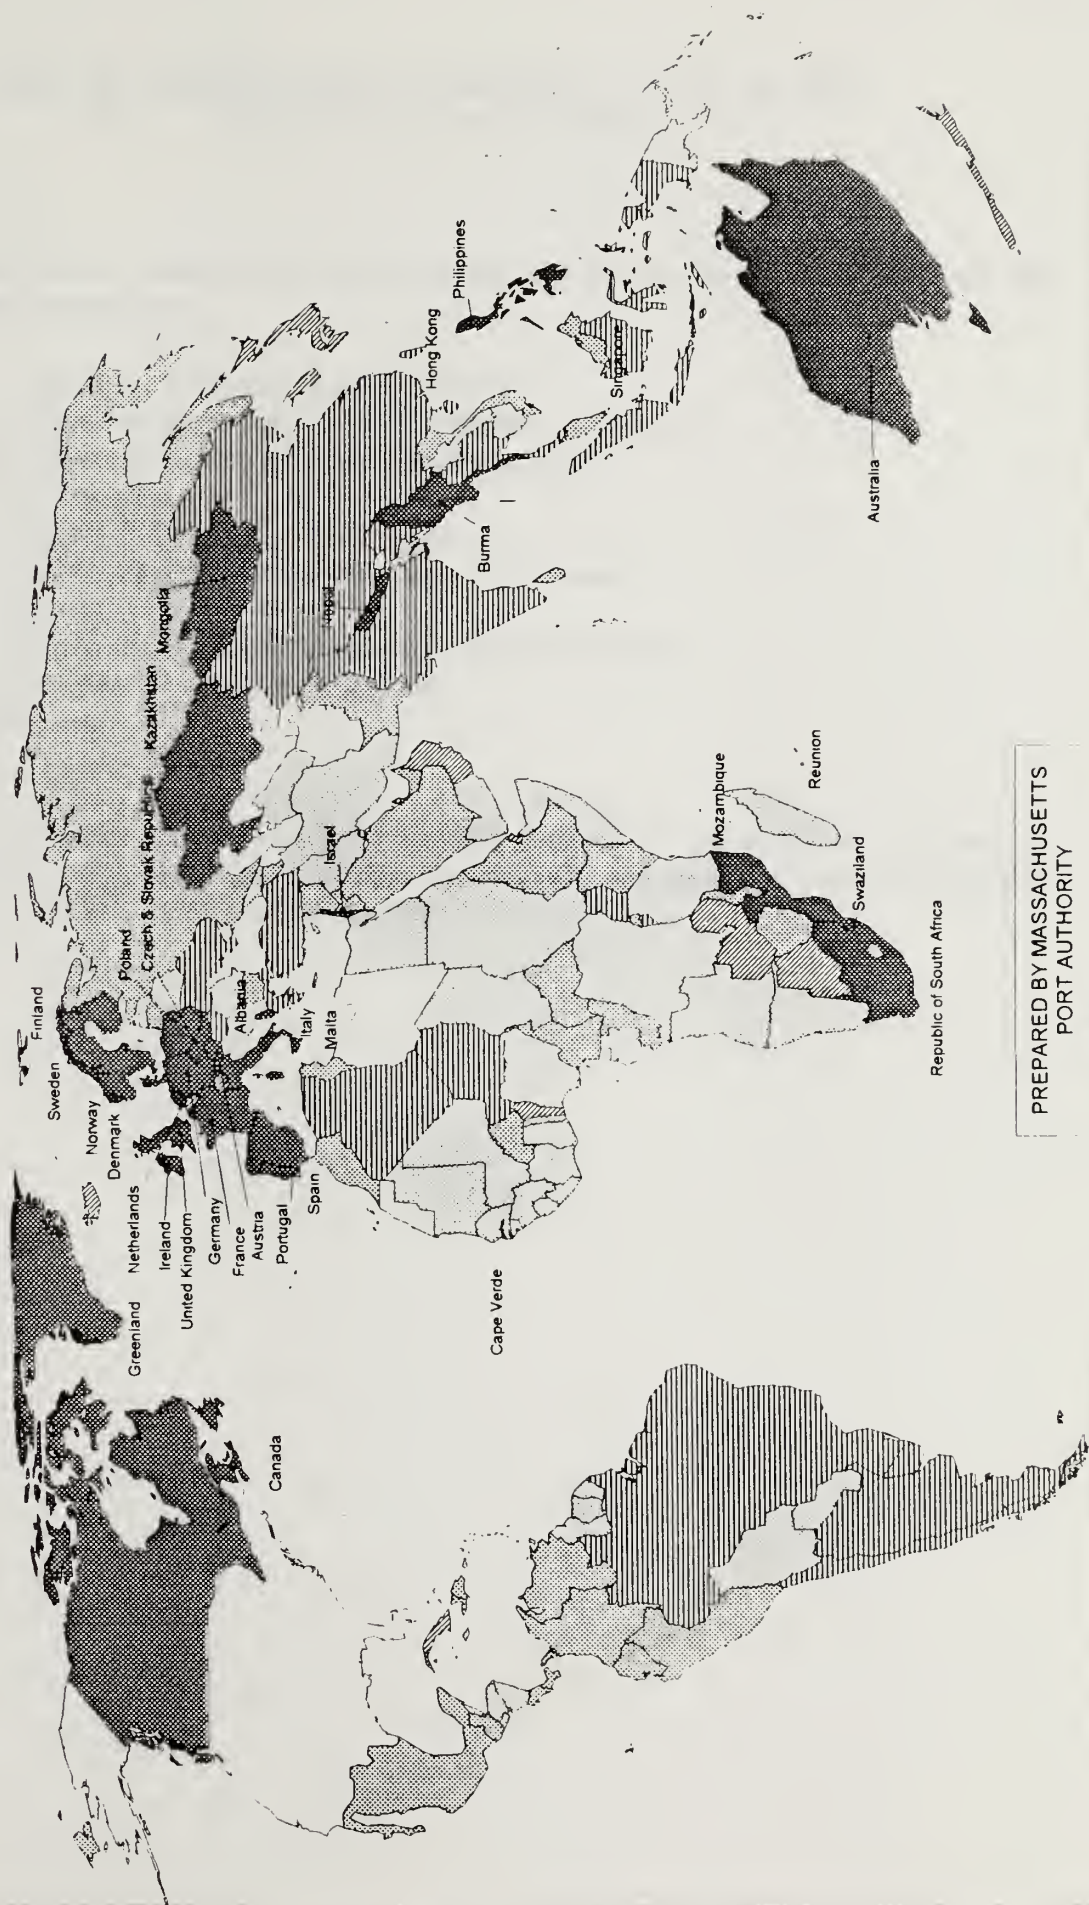 Finland
Sweden
Norway
Denmark
Netherlands
Greenland
Ireland
United Kingdom
Germany
France
Austria
Portugal
Spain
Canada
Poland
Czech & Slovak Republics
Kazakhstan
Mongolia
Albania
Italy
Malta
Israel
Nepal
Burma
Hong Kong
Philippines
Singapore
Australia
Cape Verde
Mozambique
Reunion
Swaziland
Republic of South Africa
PREPARED BY MASSACHUSETTS
PORT AUTHORITY